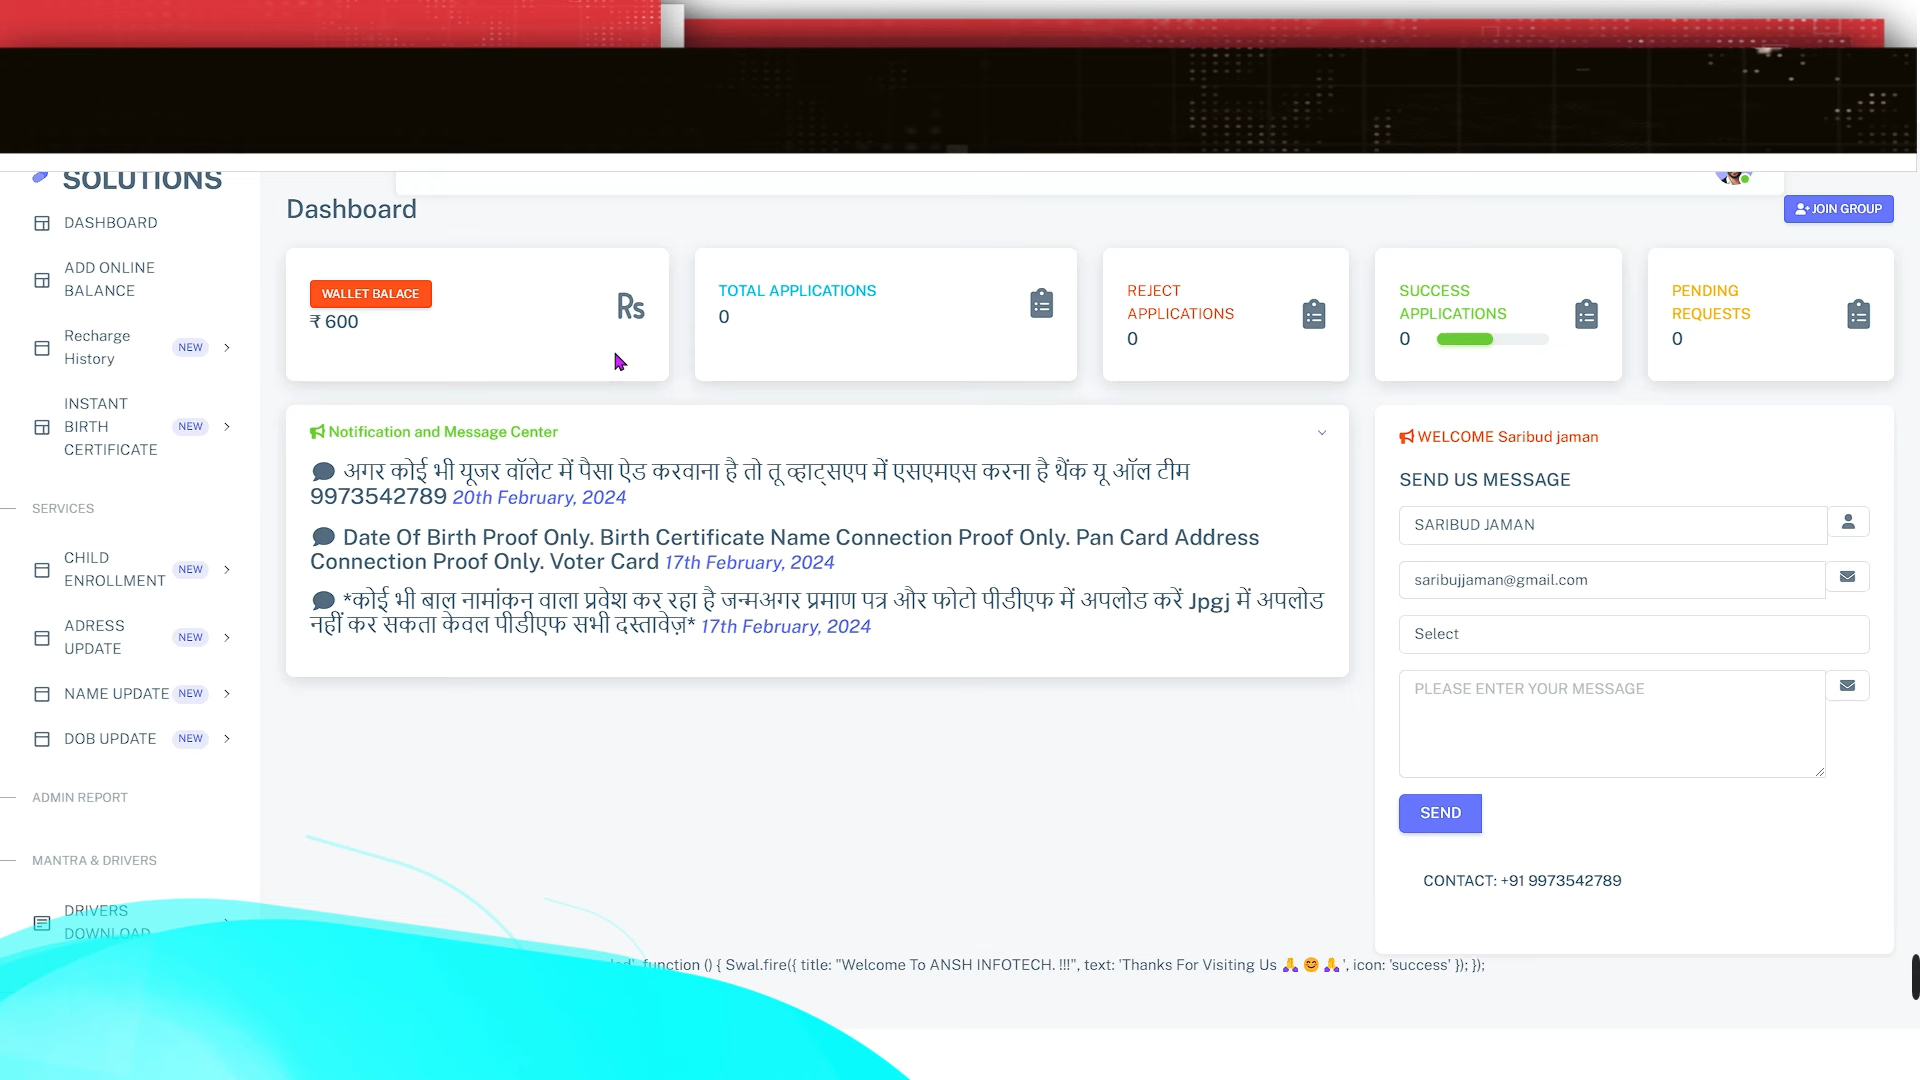 SOLUTIONS
DASHBOARD
ADD ONLINE
BALANCE
Recharge
History
NEW
INSTANT
BIRTH
CERTIFICATE
NEW
SERVICES
CHILD
ENROLLMENT
NEW
ADRESS
UPDATE
NEW
NAME UPDATE NEW
DOB UPDATE NEW
ADMIN REPORT
MANTRA & DRIVERS
DRIVERS
DOWNLOAD
Dashboard
JOIN GROUP
WALLET BALACE
₹ 600
Rs
TOTAL APPLICATIONS
0
REJECT
APPLICATIONS
0
SUCCESS
APPLICATIONS
0
PENDING
REQUESTS
0
Notification and Message Center
अगर कोई भी यूजर वॉलेट में पैसा ऐड करवाना है तो तू व्हाट्सएप में एसएमएस करना है थैंक यू ऑल टीम
9973542789 20th February, 2024
Date Of Birth Proof Only. Birth Certificate Name Connection Proof Only. Pan Card Address
Connection Proof Only. Voter Card 17th February, 2024
*कोई भी बाल नामांकन वाला प्रवेश कर रहा है जन्मअगर प्रमाण पत्र और फोटो पीडीएफ में अपलोड करें Jpgj में अपलोड
नहीं कर सकता केवल पीडीएफ सभी दस्तावेज़* 17th February, 2024
WELCOME Saribud jaman
SEND US MESSAGE
SARIBUD JAMAN
saribujjaman@gmail.com
Select
PLEASE ENTER YOUR MESSAGE
SEND
CONTACT: +91 9973542789
function () { Swal.fire({ title: "Welcome To ANSH INFOTECH. !!!", text: 'Thanks For Visiting Us 🙏 😊 🙏', icon: 'success' }); });